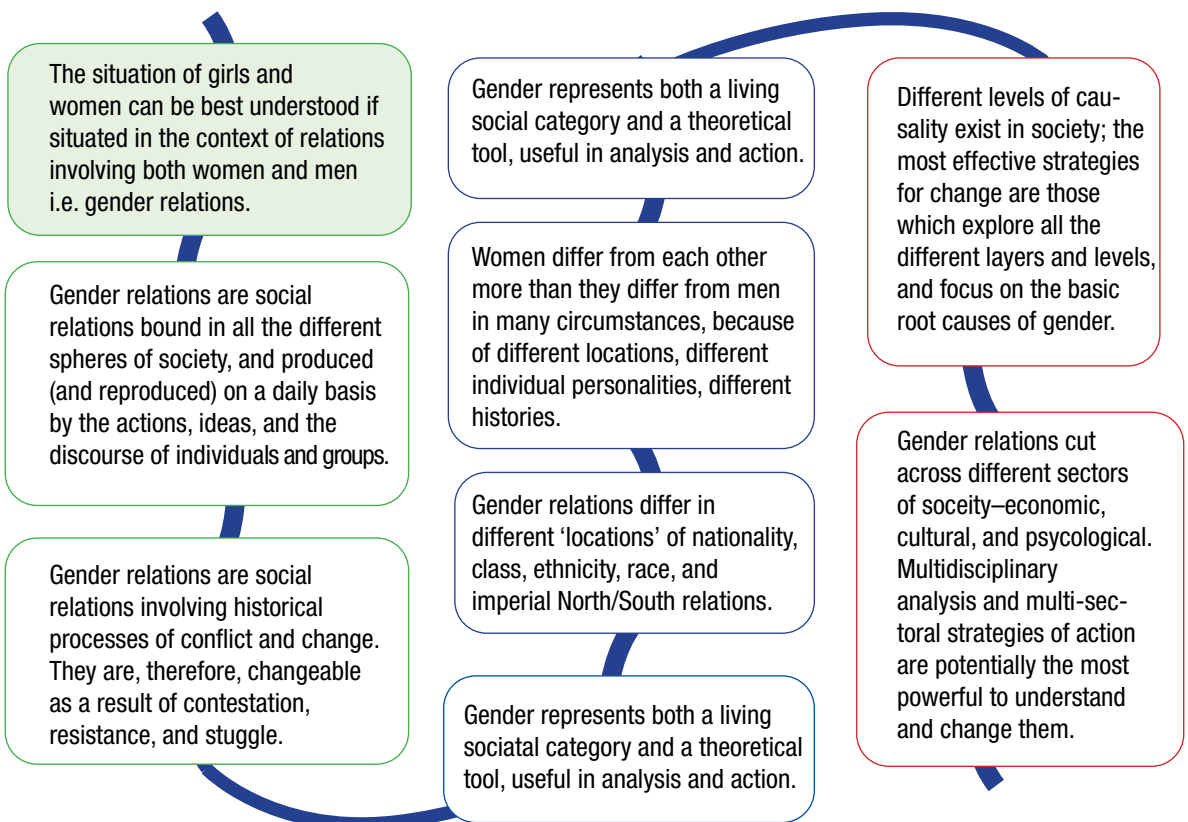 The situation of girls and
women can be best understood if
situated in the context of relations
involving both women and men
i.e. gender relations.
Gender relations are social
relations bound in all the different
spheres of society, and produced
(and reproduced) on a daily basis
by the actions, ideas, and the
discourse of individuals and groups.
Gender relations are social
relations involving historical
processes of conflict and change.
They are, therefore, changeable
as a result of contestation,
resistance, and stuggle.
Gender represents both a living
sociatal category and a theoretical
tool, useful in analysis and action.
Gender relations differ in
different ‘locations’ of nationality,
class, ethnicity, race, and
imperial North/South relations.
Women differ from each other
more than they differ from men
in many circumstances, because
of different locations, different
individual personalities, different
histories.
Gender represents both a living
social category and a theoretical
tool, useful in analysis and action.
Different levels of cau-
sality exist in society; the
most effective strategies
for change are those
which explore all the
different layers and levels,
and focus on the basic
root causes of gender.
Gender relations cut
across different sectors
of soceity–economic,
cultural, and psycological.
Multidisciplinary
analysis and multi-sec-
toral strategies of action
are potentially the most
powerful to understand
and change them.